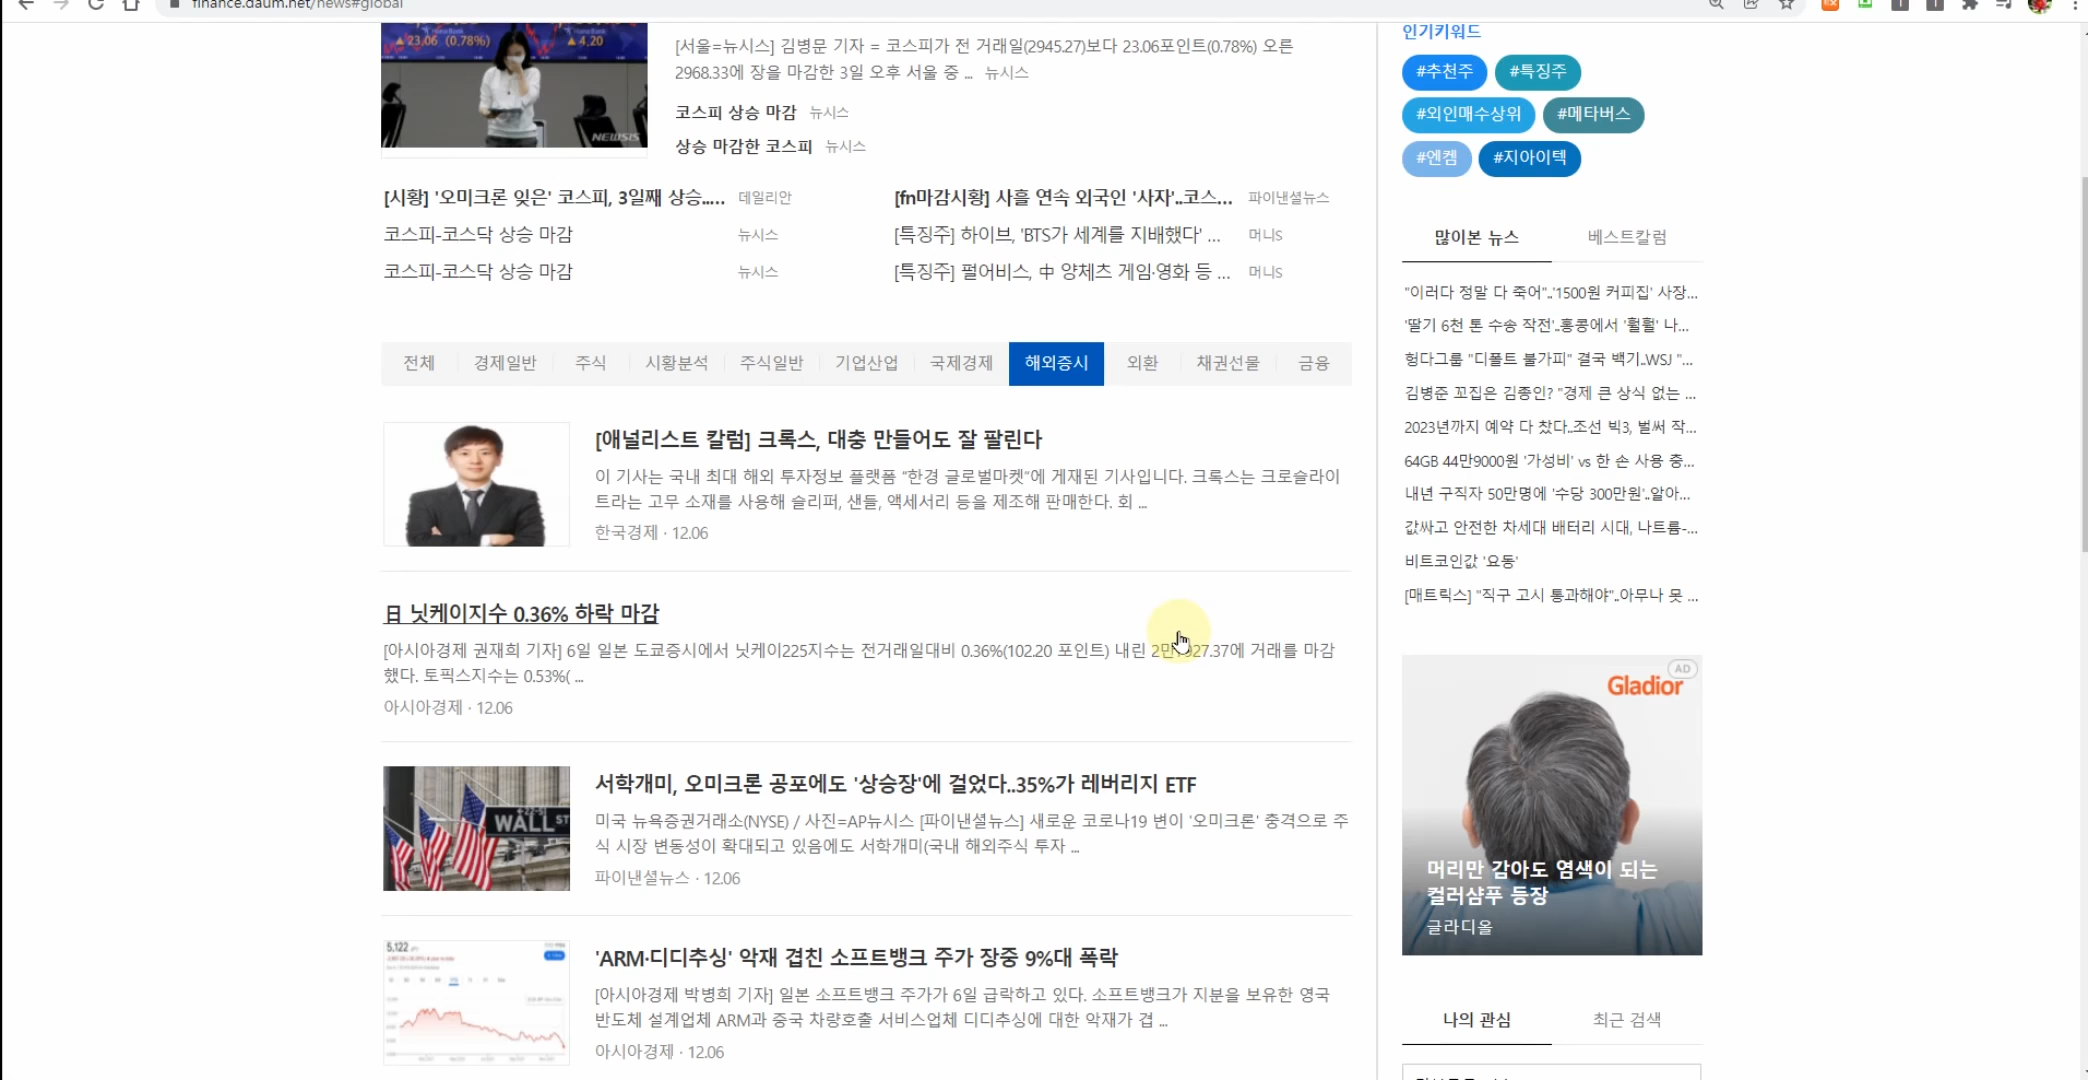 finance.daum.net/news#global
▲23.06 (0.78%)
▲4.20
NEWSIS
[서울=뉴시스] 김병문 기자 = 코스피가 전 거래일(2945.27)보다 23.06포인트(0.78%) 오른
2968.33에 장을 마감한 3일 오후 서울 중 ... 뉴시스
코스피 상승 마감 뉴시스
상승 마감한 코스피 뉴시스
[시황] '오미크론 잊은' 코스피, 3일째 상승..... 데일리안
코스피-코스닥 상승 마감 뉴시스
코스피-코스닥 상승 마감 뉴시스
[fn마감시황] 사흘 연속 외국인 '사자'..코스... 파이낸셜뉴스
[특징주] 하이브, 'BTS가 세계를 지배했다' ... 머니S
[특징주] 펄어비스, 中 양체츠 게임·영화 등 ... 머니S
전체 경제일반 주식 시황분석 주식일반 기업산업 국제경제 해외증시 외환 채권선물 금융
[애널리스트 칼럼] 크록스, 대충 만들어도 잘 팔린다
이 기사는 국내 최대 해외 투자정보 플랫폼 "한경 글로벌마켓"에 게재된 기사입니다. 크록스는 크로슬라이
트라는 고무 소재를 사용해 슬리퍼, 샌들, 액세서리 등을 제조해 판매한다. 회 ...
한국경제 · 12.06
日 닛케이지수 0.36% 하락 마감
[아시아경제 권재희 기자] 6일 일본 도쿄증시에서 닛케이225지수는 전거래일대비 0.36%(102.20 포인트) 내린 2만7927.37에 거래를 마감
했다. 토픽스지수는 0.53%( ...
아시아경제 · 12.06
WALL ST
서학개미, 오미크론 공포에도 '상승장'에 걸었다..35%가 레버리지 ETF
미국 뉴욕증권거래소(NYSE) / 사진=AP뉴시스 [파이낸셜뉴스] 새로운 코로나19 변이 '오미크론' 충격으로 주
식 시장 변동성이 확대되고 있음에도 서학개미(국내 해외주식 투자 ...
파이낸셜뉴스 · 12.06
5,122
'ARM·디디추싱' 악재 겹친 소프트뱅크 주가 장중 9%대 폭락
[아시아경제 박병희 기자] 일본 소프트뱅크 주가가 6일 급락하고 있다. 소프트뱅크가 지분을 보유한 영국
반도체 설계업체 ARM과 중국 차량호출 서비스업체 디디추싱에 대한 악재가 겹 ...
아시아경제 · 12.06
인기키워드
#추천주 #특징주
#외인매수상위 #메타버스
#엔켐 #지아이텍
많이본 뉴스 베스트칼럼
"이러다 정말 다 죽어"..'1500원 커피집' 사장...
'딸기 6천 톤 수송 작전'..홍콩에서 '훨훨' 나...
헝다그룹 "디폴트 불가피" 결국 백기..WSJ "...
김병준 꼬집은 김종인? "경제 큰 상식 없는 ...
2023년까지 예약 다 찼다..조선 빅3, 벌써 작...
64GB 44만9000원 '가성비' vs 한 손 사용 중...
내년 구직자 50만명에 '수당 300만원'..알아...
값싸고 안전한 차세대 배터리 시대, 나트륨-...
비트코인값 '요동'
[매트릭스] "직구 고시 통과해야"..아무나 못 ...
AD
Gladior
머리만 감아도 염색이 되는
컬러샴푸 등장
글라디올
나의 관심 최근 검색